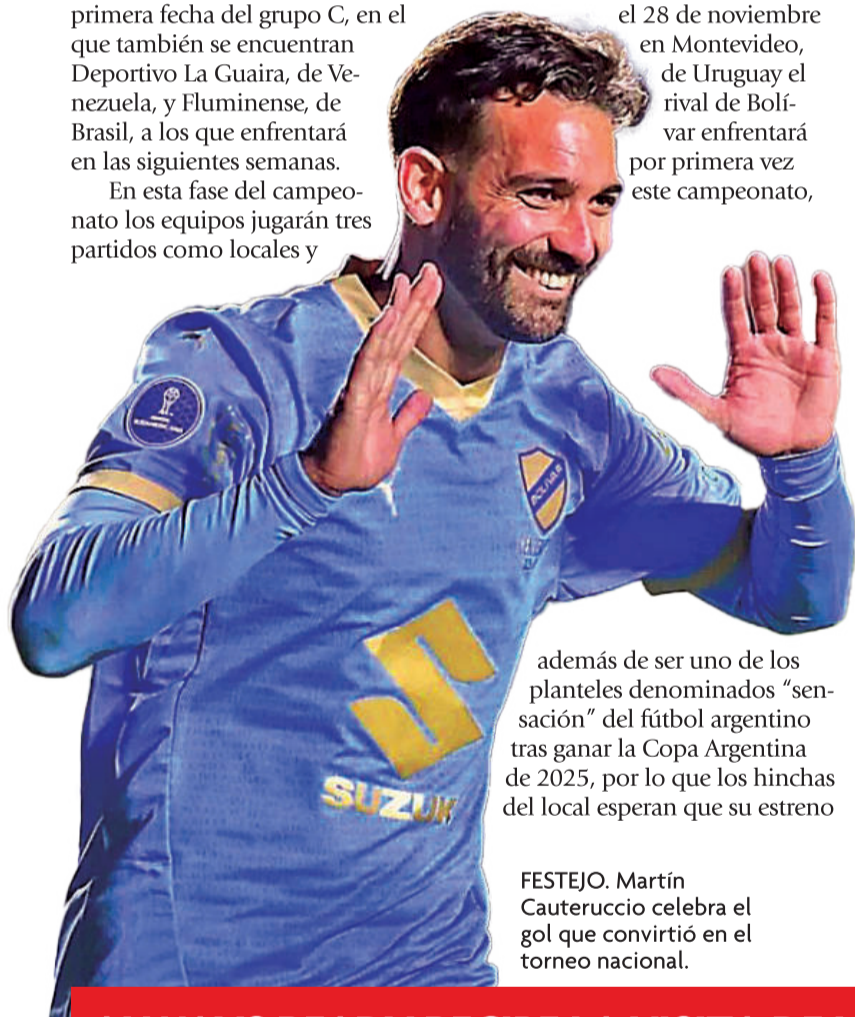 primera fecha del grupo C, en el
que también se encuentran
Deportivo La Guaira, de Ve-
nezuela, y Fluminense, de
Brasil, a los que enfrentará
en las siguientes semanas.
En esta fase del campeo-
nato los equipos jugarán tres
partidos como locales y
el 28 de noviembre
en Montevideo,
de Uruguay el
rival de Bolí-
var enfrentará
por primera vez
este campeonato,
además de ser uno de los
planteles denominados “sen-
sación” del fútbol argentino
tras ganar la Copa Argentina
de 2025, por lo que los hinchas
del local esperan que su estreno
BOLIVAR
SUZUK
FESTEJO. Martín
Cauteruccio celebra el
gol que convirtió en el
torneo nacional.